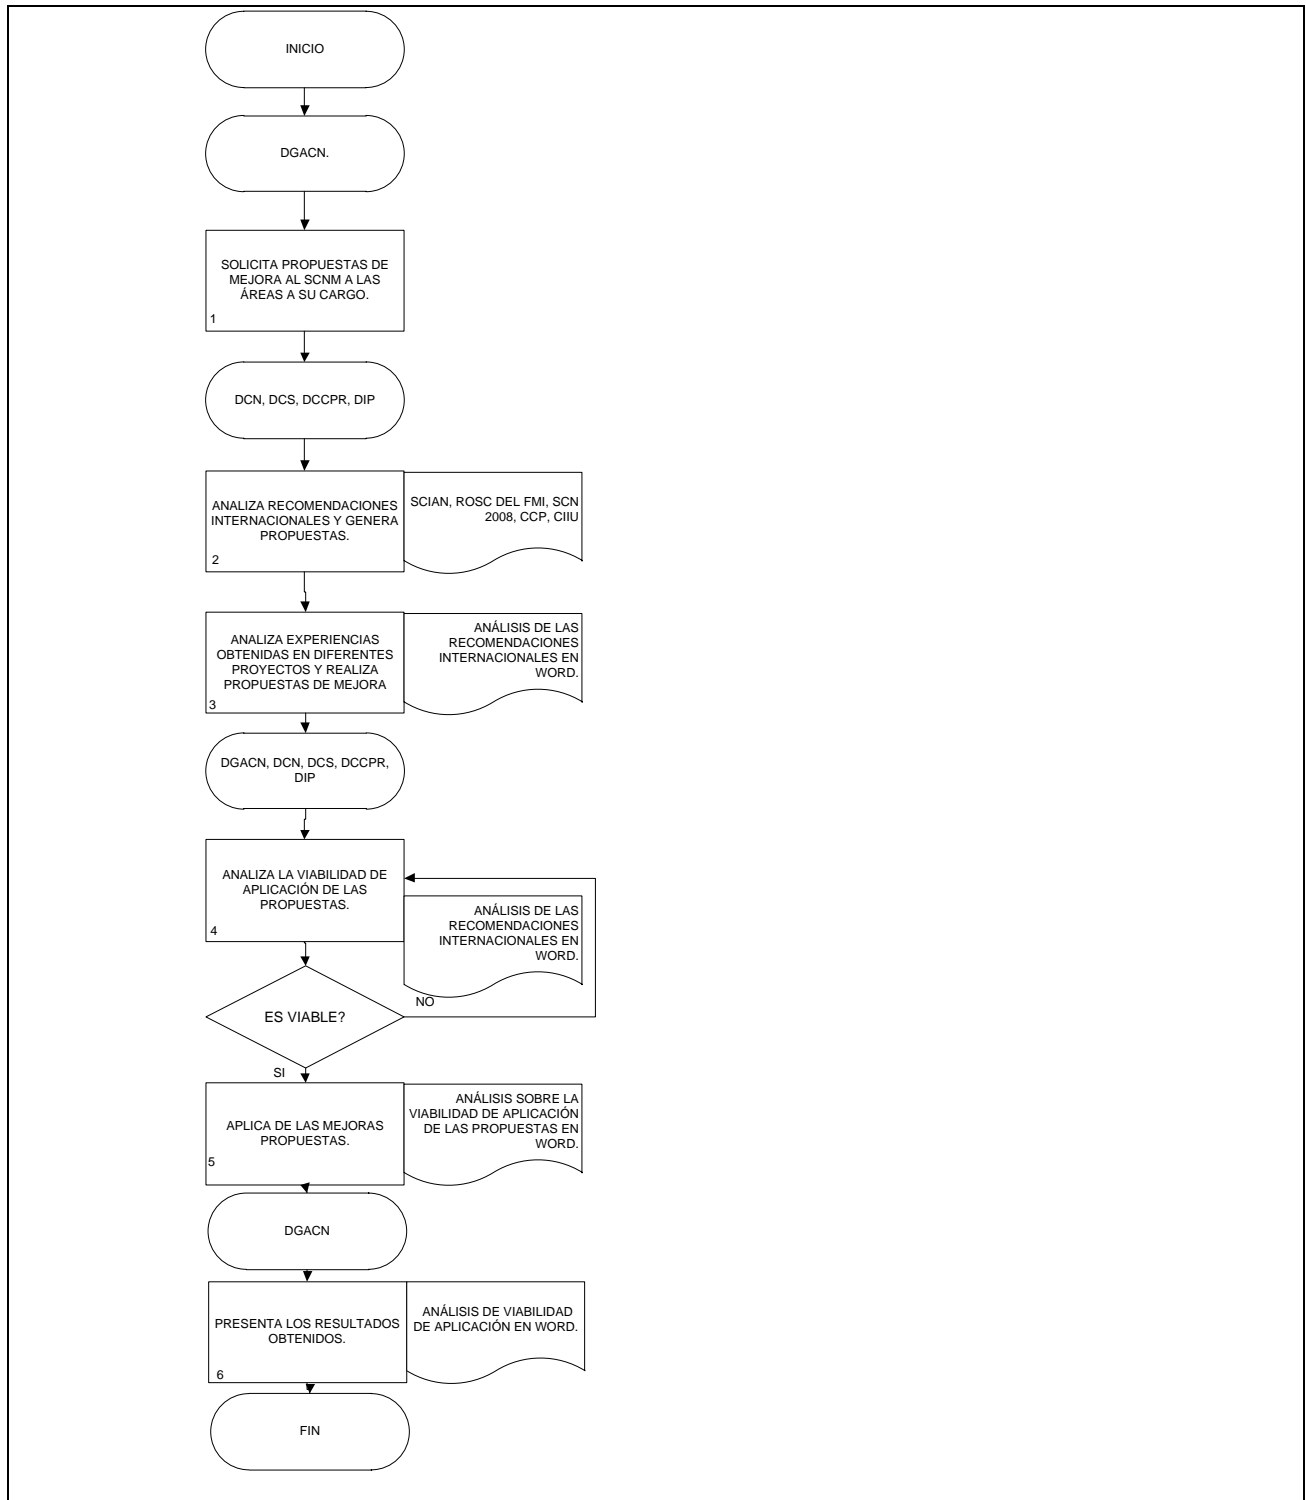 INICIO
DGACN.
SOLICITA PROPUESTAS DE
MEJORA AL SCNM A LAS
ÁREAS A SU CARGO.
1
DCN, DCS, DCCPR, DIP
ANALIZA RECOMENDACIONES
INTERNACIONALES Y GENERA
PROPUESTAS.
2
SCIAN, ROSC DEL FMI, SCN
2008, CCP, CIIU
ANALIZA EXPERIENCIAS
OBTENIDAS EN DIFERENTES
PROYECTOS Y REALIZA
PROPUESTAS DE MEJORA
3
ANÁLISIS DE LAS
RECOMENDACIONES
INTERNACIONALES EN
WORD.
DGACN, DCN, DCS, DCCPR,
DIP
ANALIZA LA VIABILIDAD DE
APLICACIÓN DE LAS
PROPUESTAS.
4
ANÁLISIS DE LAS
RECOMENDACIONES
INTERNACIONALES EN
WORD.
NO
ES VIABLE?
SI
APLICA DE LAS MEJORAS
PROPUESTAS.
5
ANÁLISIS SOBRE LA
VIABILIDAD DE APLICACIÓN
DE LAS PROPUESTAS EN
WORD.
DGACN
PRESENTA LOS RESULTADOS
OBTENIDOS.
6
ANÁLISIS DE VIABILIDAD
DE APLICACIÓN EN WORD.
FIN